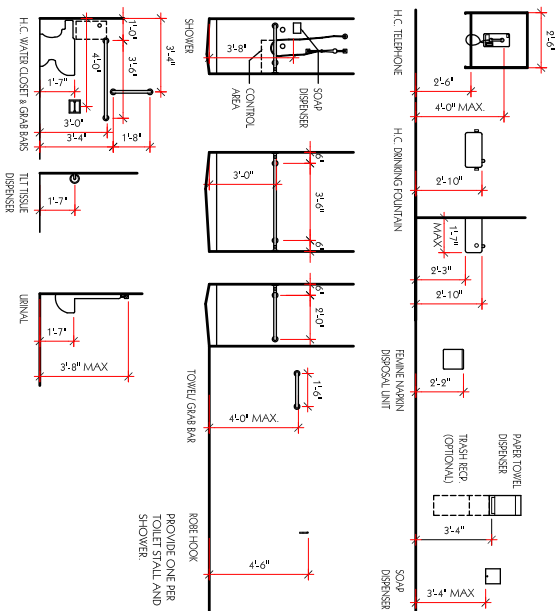 2'-6"
2'-6"
4'-0" MAX.
H.C. TELEPHONE
2'-10"
H.C. DRINKING FOUNTAIN
1'-7"
MAX
2'-3"
2'-10"
2'-2"
FEMINE NAPKIN
DISPOSAL UNIT
PAPER TOWEL
DISPENSER
TRASH RECP.
(OPTIONAL)
3'-4"
3'-4" MAX
SOAP
DISPENSER
3'-8"
SOAP
DISPENSER
CONTROL
AREA
SHOWER
6"
3'-6"
6"
3'-0"
6"
2'-0"
1'-6"
4'-0" MAX.
TOWEL/ GRAB BAR
4'-6"
ROBE HOOK
PROVIDE ONE PER
TOILET STALL AND
SHOWER.
1'-0"
3'-6"
4'-0"
3'-4"
1'-7"
3'-0"
3'-4"
1'-8"
H.C. WATER CLOSET & GRAB BARS
1'-7"
TILT TISSUE
DISPENSER
1'-7"
3'-8" MAX
URINAL